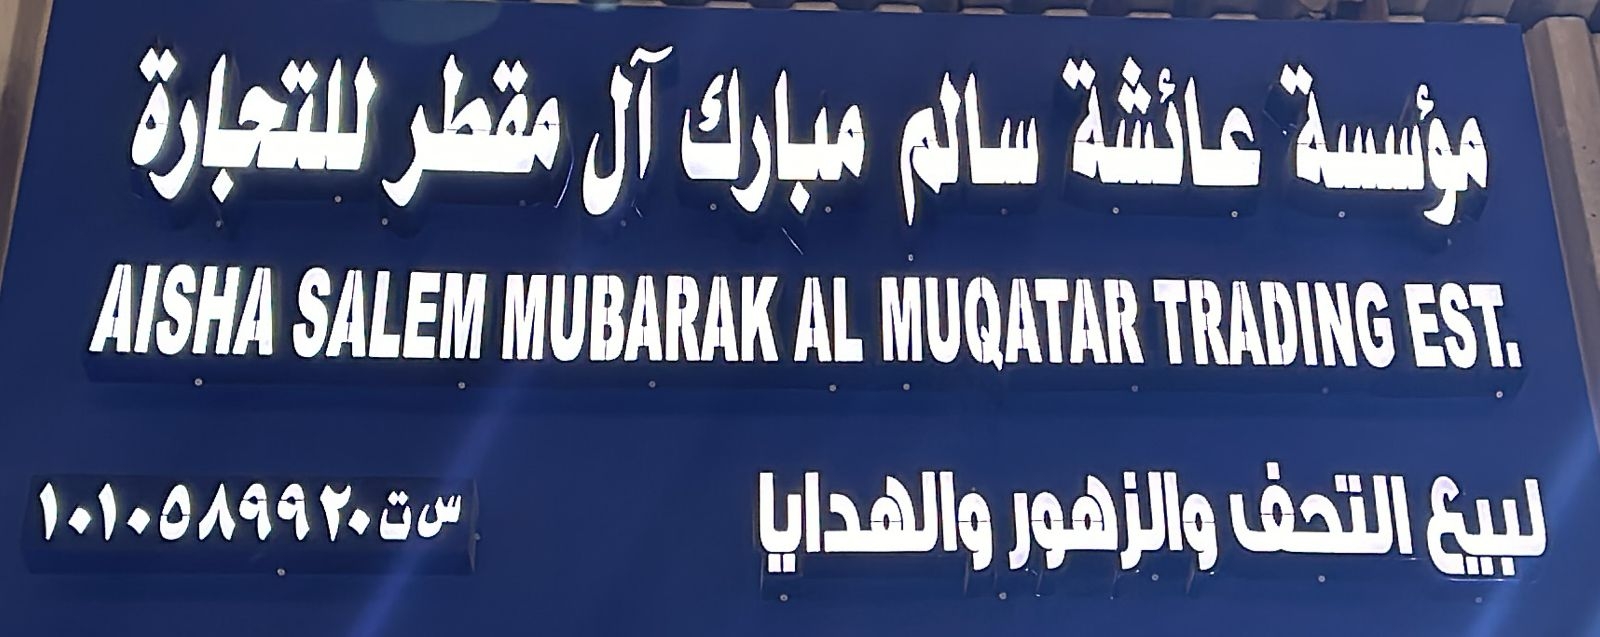 مؤسسة عائشة سالم مبارك آل مقطر للتجارة
AISHA SALEM MUBARAK AL MUQATAR TRADING EST.
لبيع التحف والزهور والهدايا
س ت ١٠١٠٥٨٩٩٢٠